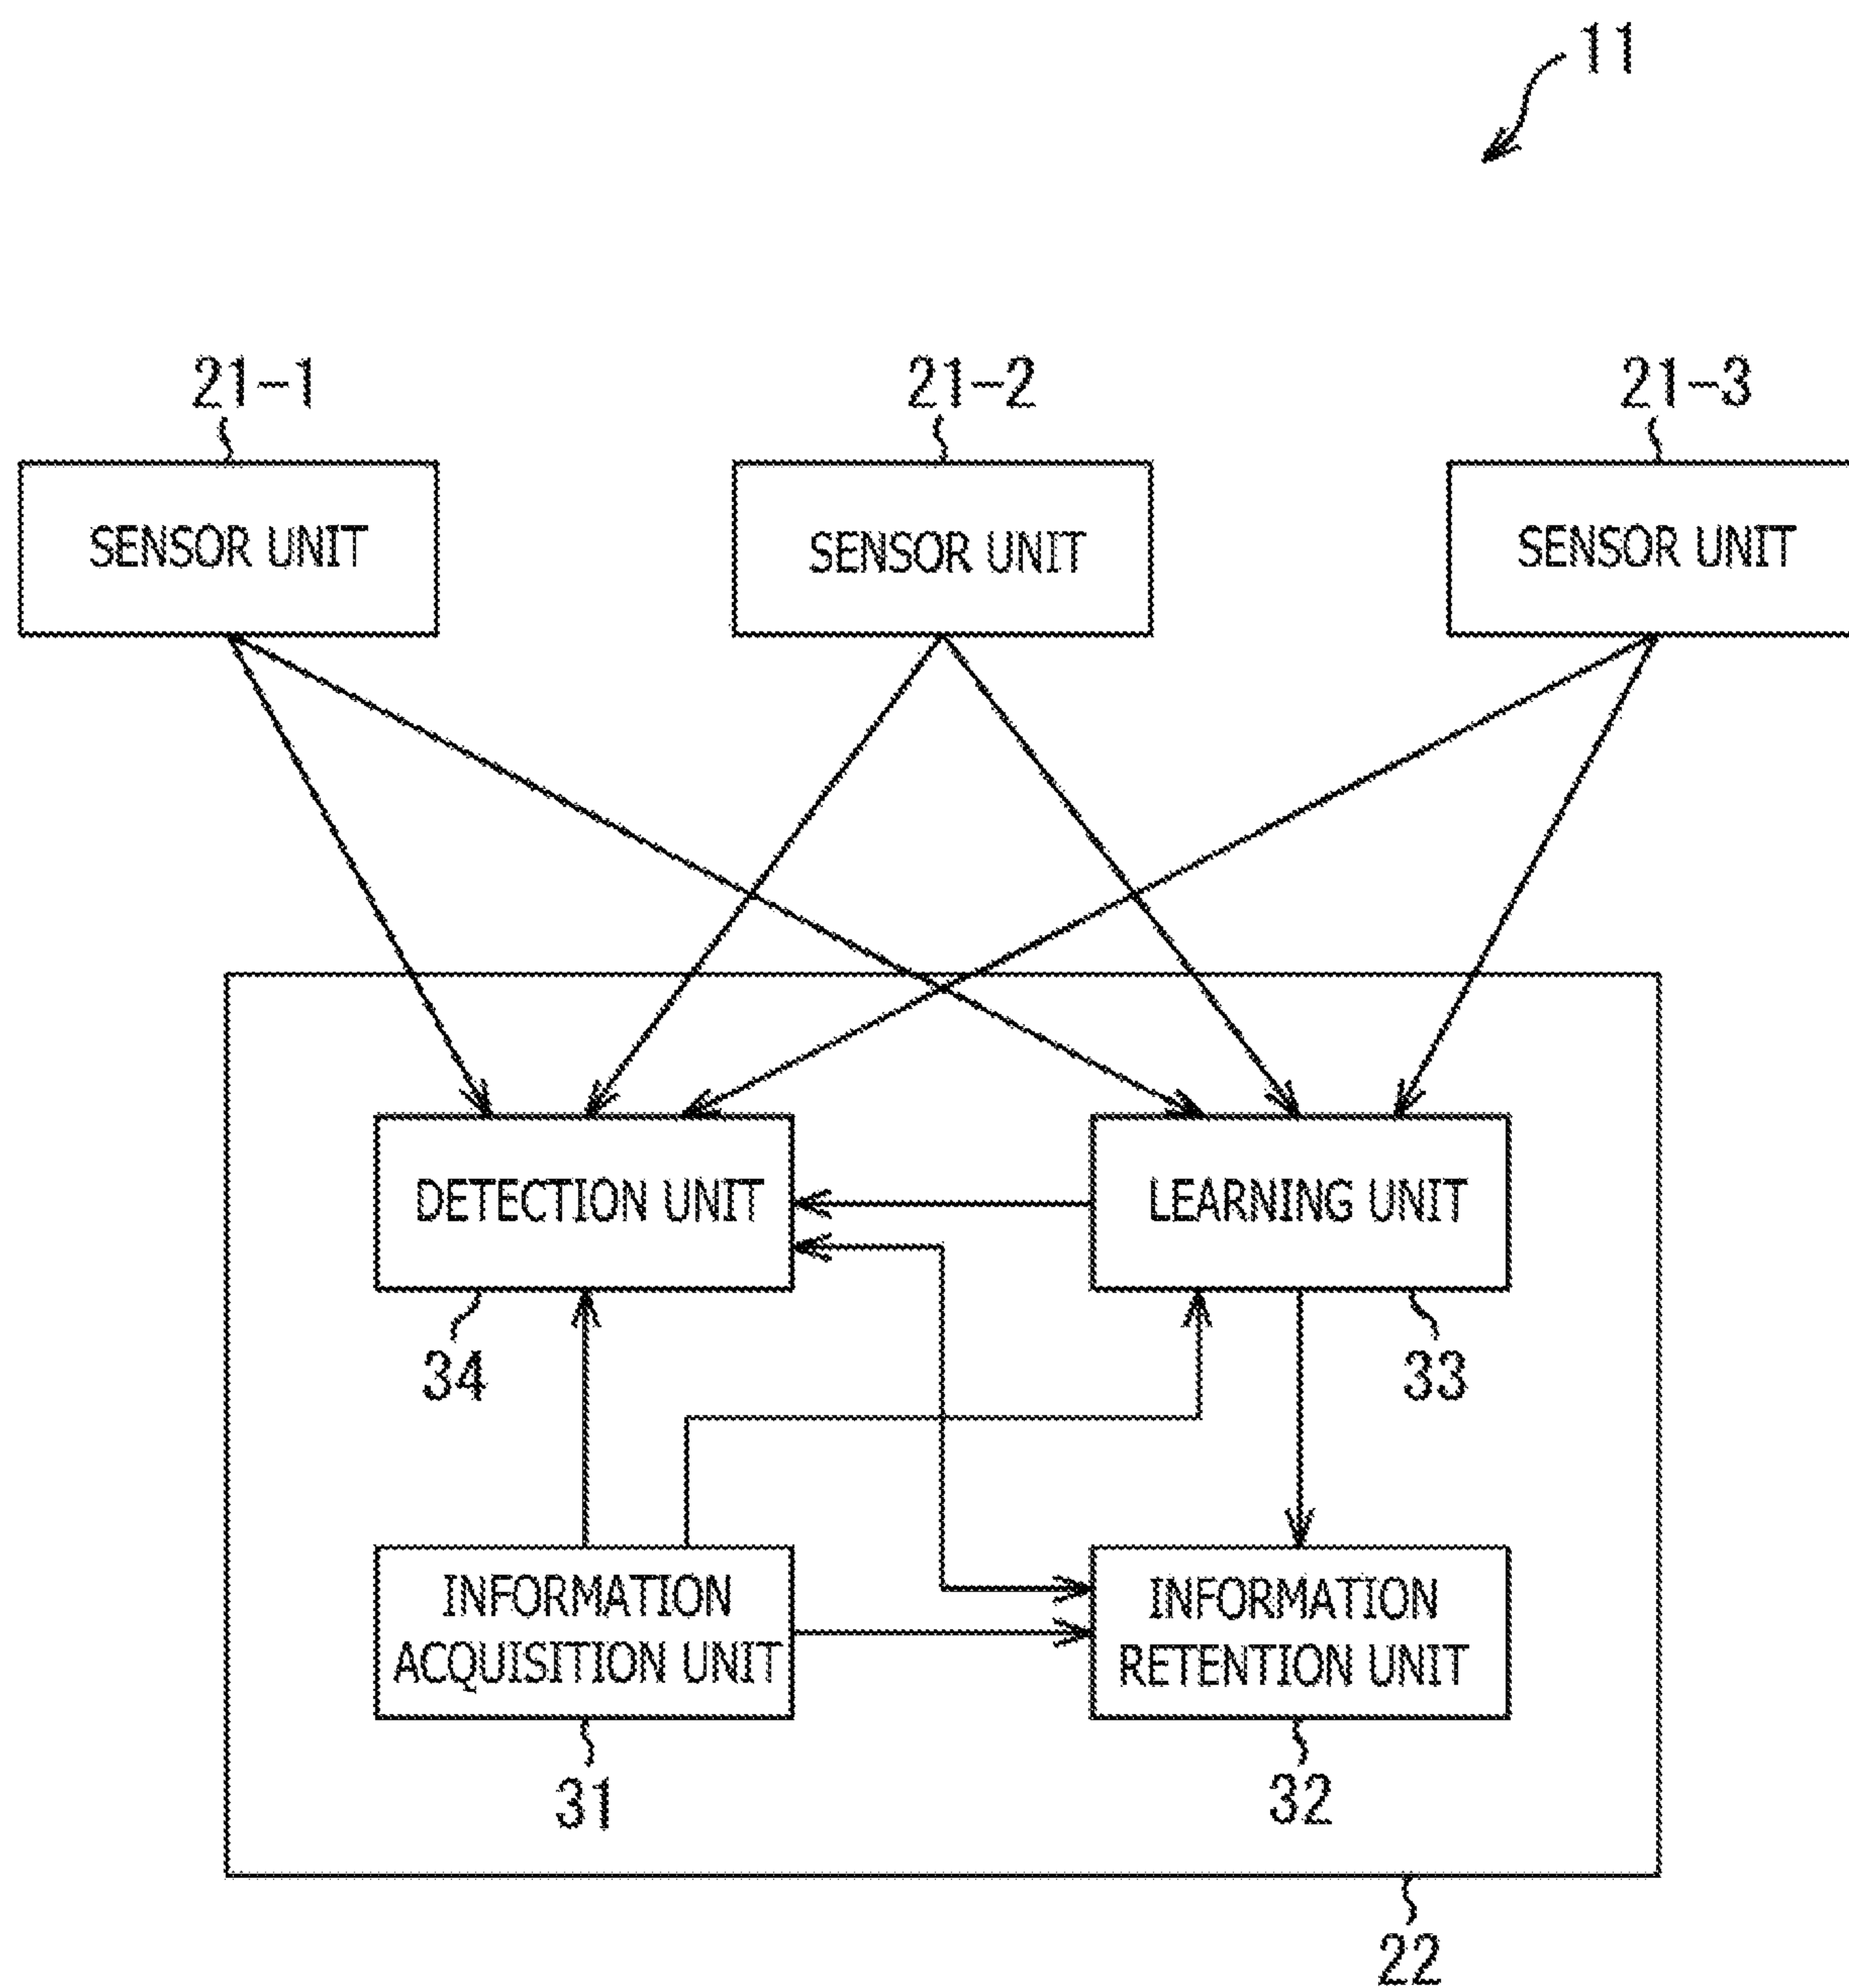 11
21-1
21-2
21-3
SENSOR UNIT
SENSOR UNIT
SENSOR UNIT
DETECTION UNIT
LEARNING UNIT
34
33
INFORMATION
ACQUISITION UNIT
INFORMATION
RETENTION UNIT
31
32
22